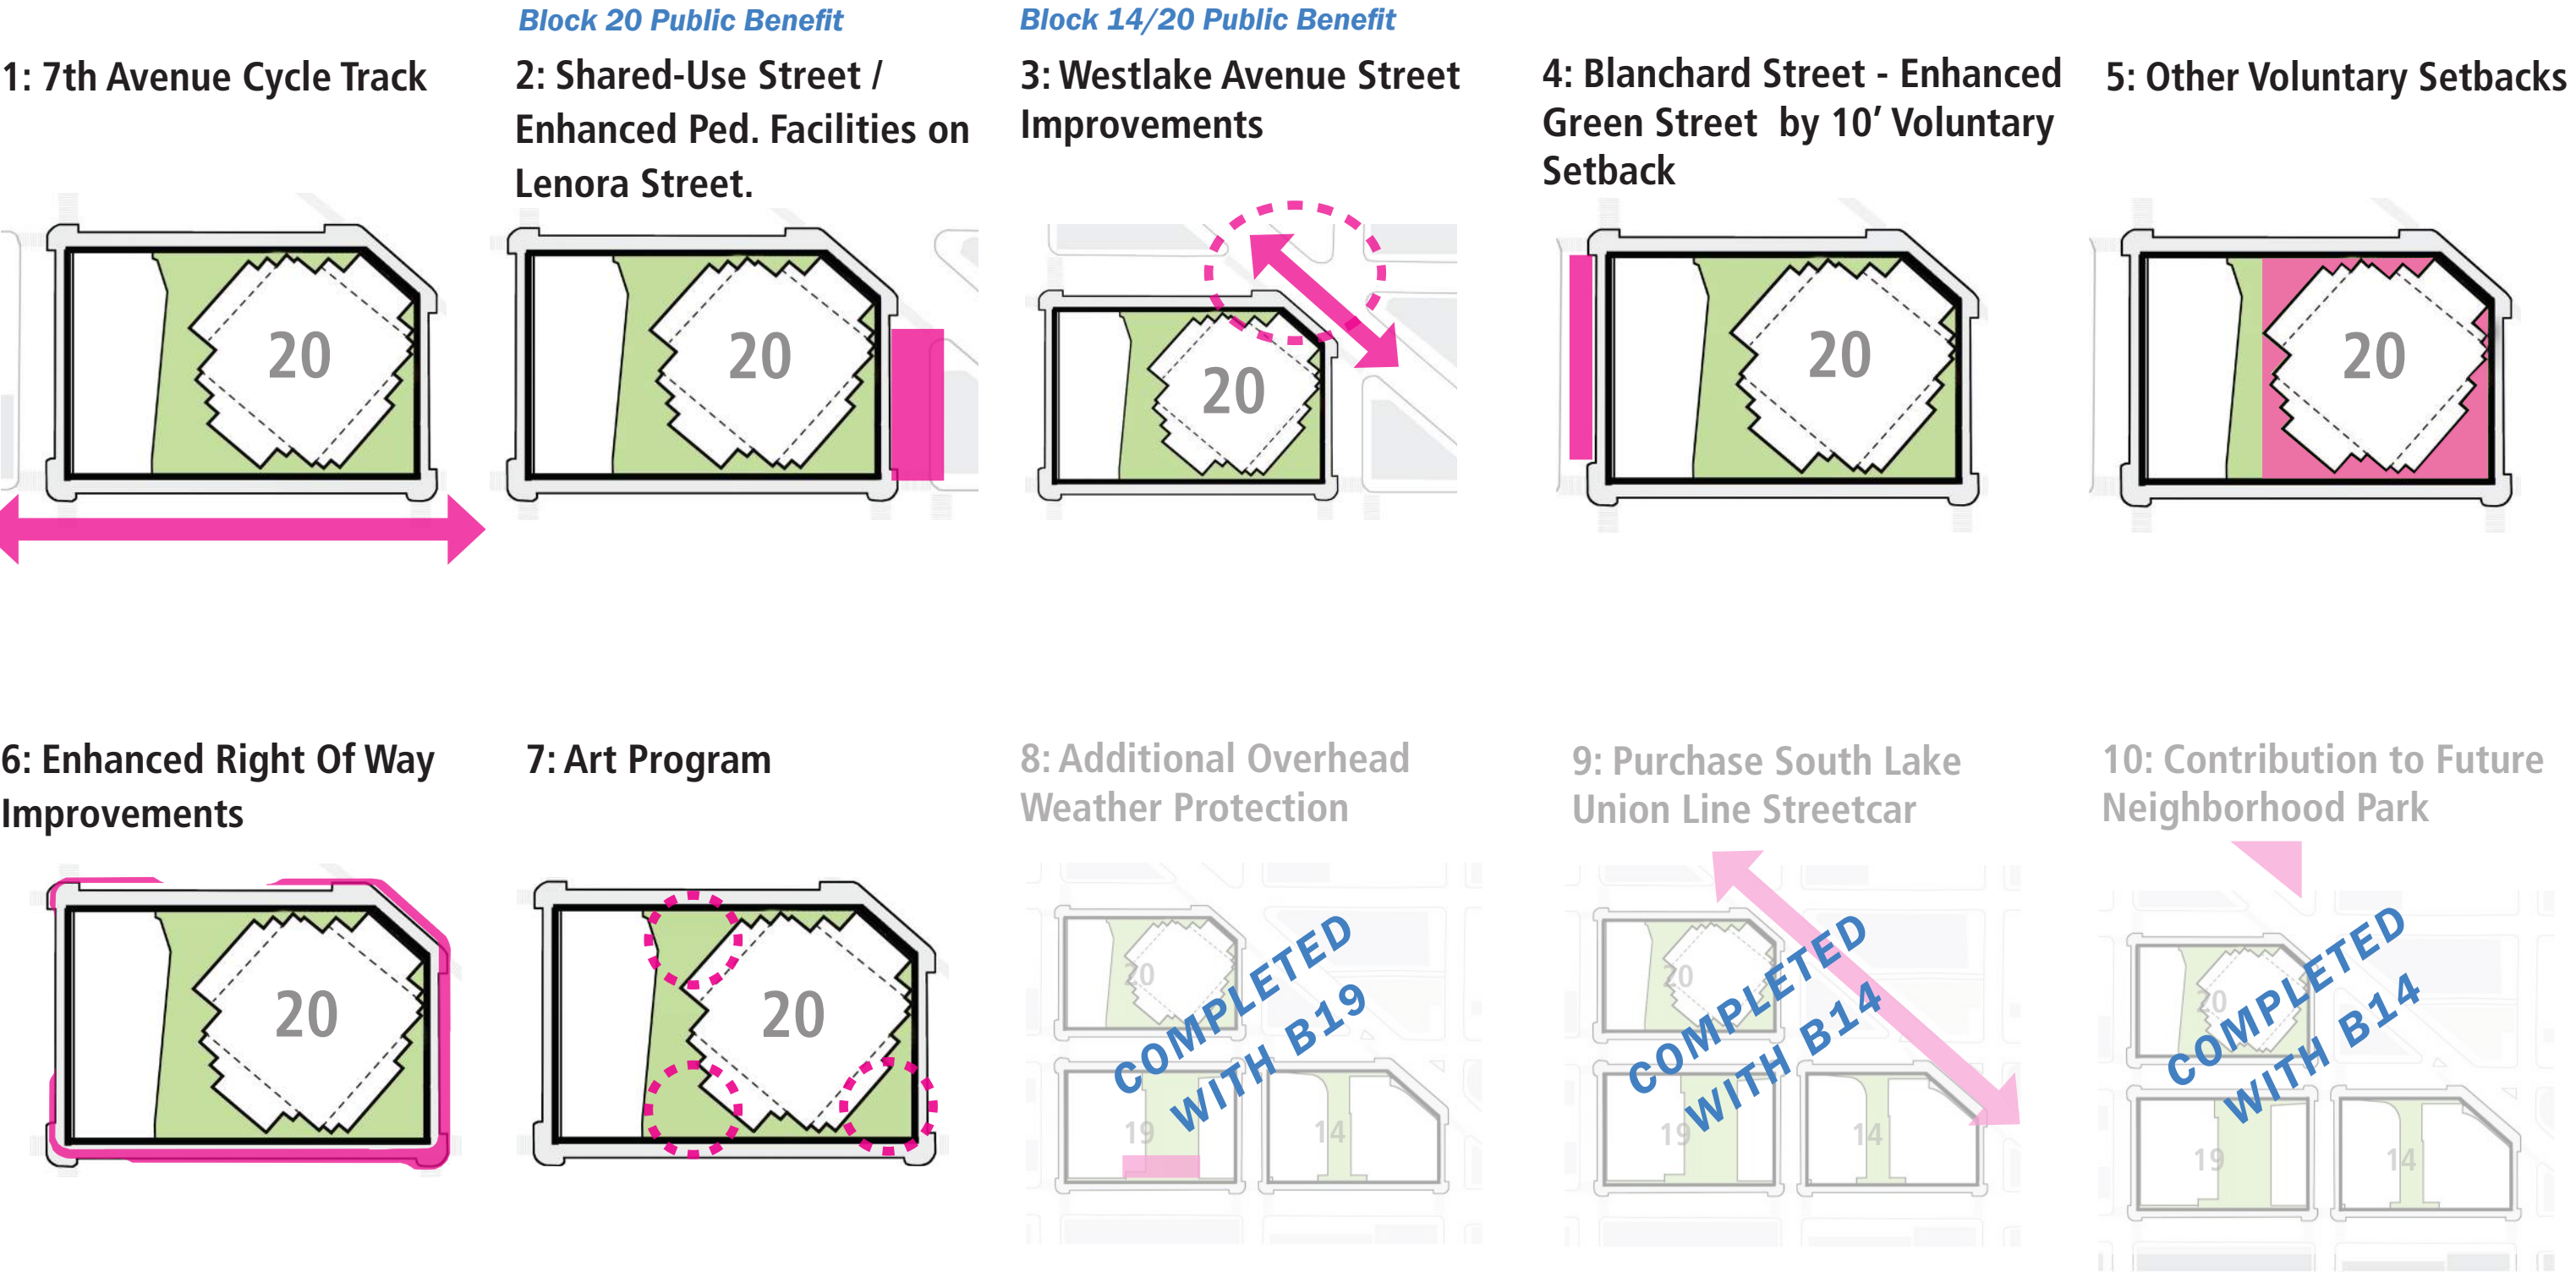 Block 20 Public Benefit
Block 14/20 Public Benefit
1: 7th Avenue Cycle Track
2: Shared-Use Street /
Enhanced Ped. Facilities on
Lenora Street.
3: Westlake Avenue Street
Improvements
4: Blanchard Street - Enhanced
Green Street by 10’ Voluntary
Setback
5: Other Voluntary Setbacks
20
20
20
20
20
6: Enhanced Right Of Way
Improvements
7: Art Program
8: Additional Overhead
Weather Protection
9: Purchase South Lake
Union Line Streetcar
10: Contribution to Future
Neighborhood Park
20
20
20
19
14
COMPLETED
WITH B19
20
19
14
COMPLETED
WITH B14
20
19
14
COMPLETED
WITH B14